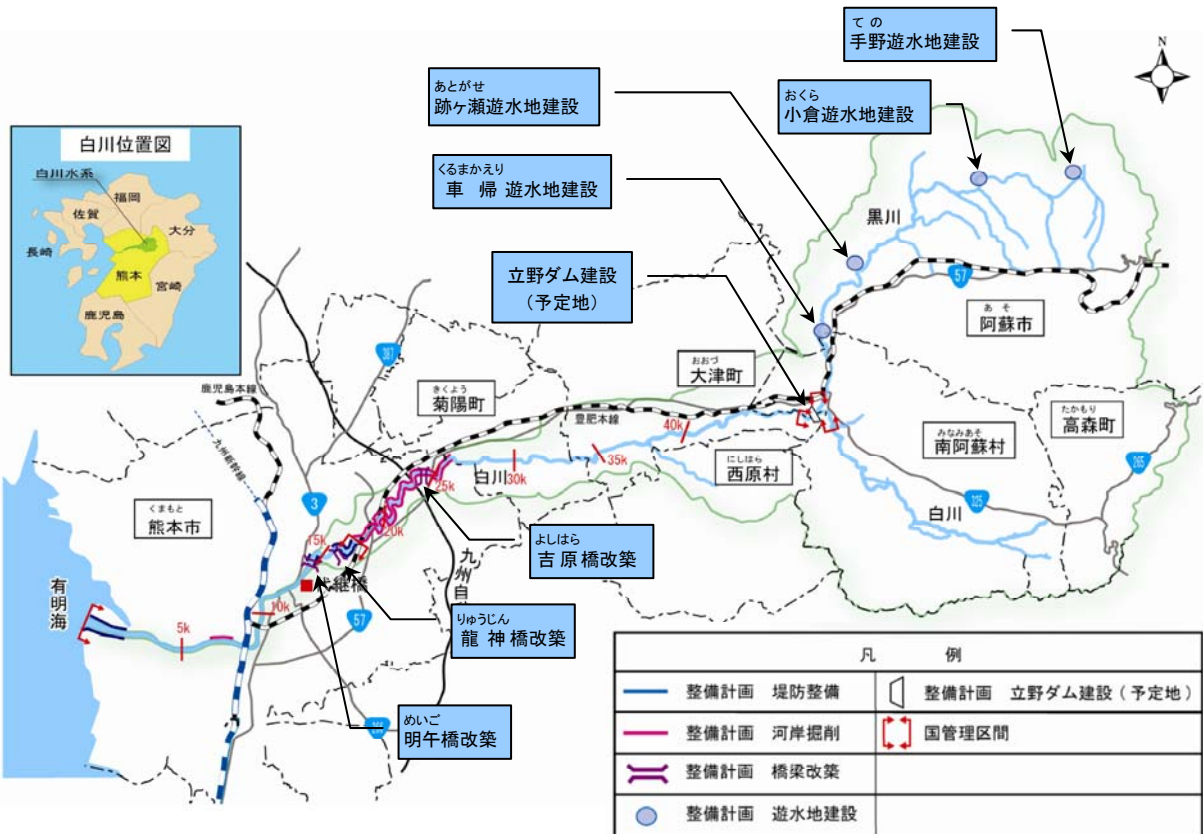 ての
手野遊水地建設
あとがせ
跡ヶ瀬遊水地建設
おくら
小倉遊水地建設
N
白川位置図
白川水系
福岡
佐賀
大分
長崎
熊本
宮崎
鹿児島
くるまかえり
車 帰 遊水地建設
黒川
立野ダム建設
(予定地)
57
あ そ
阿蘇市
387
おおづ
大津町
鹿児島本線
きくよう
菊陽町
豊肥本線
たかもり
高森町
九州新幹線
40k
みなみあそ
南阿蘇村
35k
にしはら
西原村
265
白川
30k
25k
325
3
くまもと
熊本市
20k
白川
15k
よしはら
吉原橋改築
代継橋
九州自
有明海
10k
57
りゅうじん
龍神橋改築
5k
めいご
明午橋改築
凡 例
整備計画 堤防整備
整備計画 立野ダム建設(予定地)
整備計画 河岸掘削
国管理区間
整備計画 橋梁改築
整備計画 遊水地建設